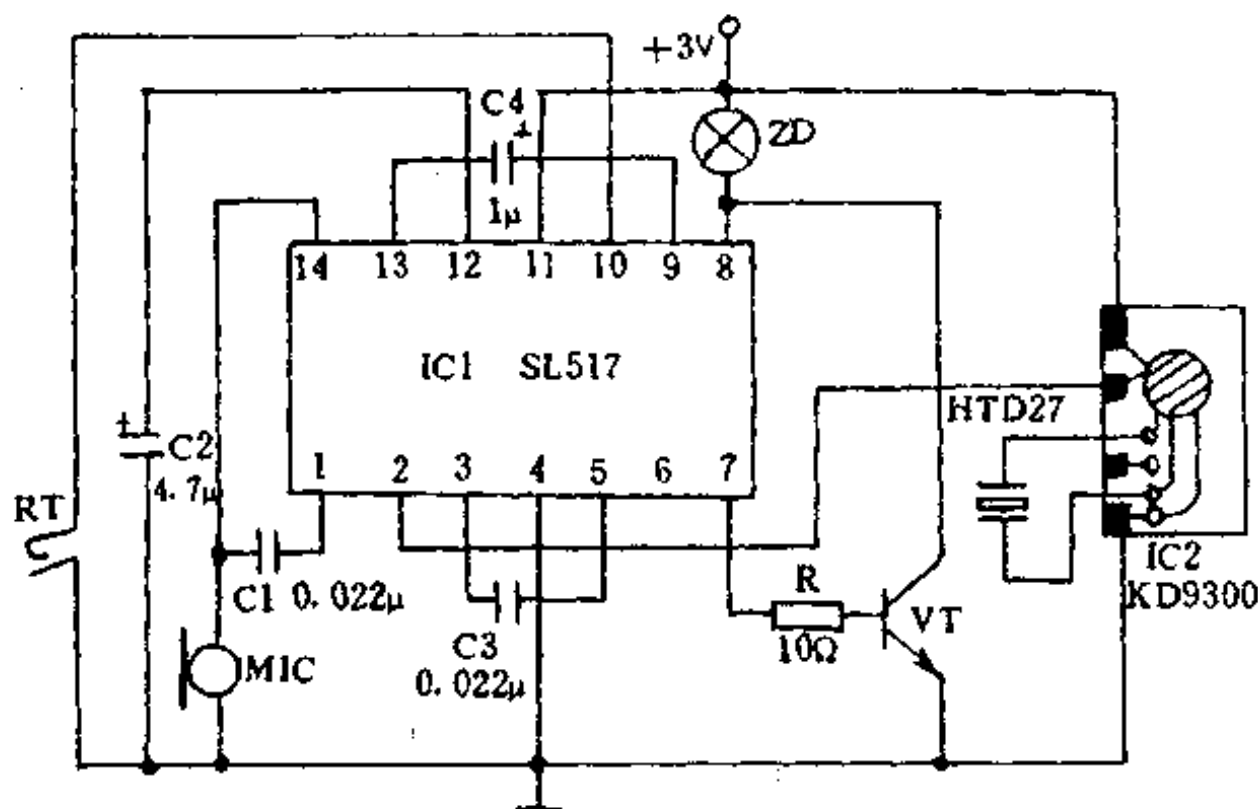 +3V
C4
+
1μ
ZD
14 13 12 11 10 9 8
IC1 SL517
HTD27
1 2 3 4 5 6 7
+
C2
4.7μ
RT
C1 0.022μ
C3
0.022μ
R
10Ω
VT
MIC
IC2
KD9300